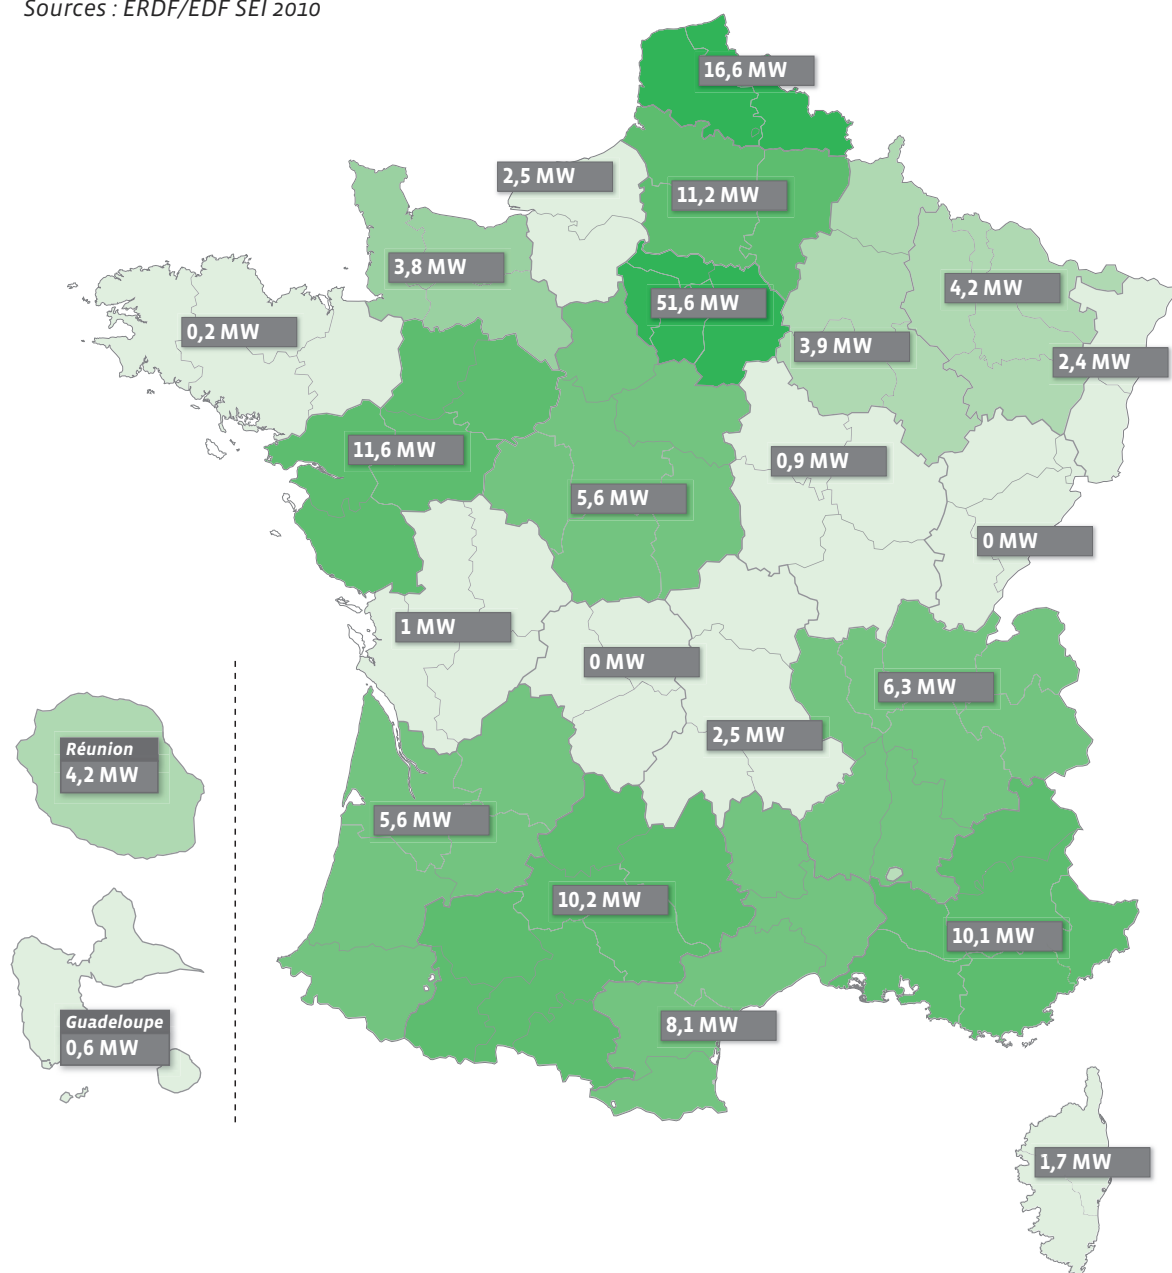 Sources : ERDF/EDF SEI 2010
16,6 MW
2,5 MW
11,2 MW
3,8 MW
4,2 MW
51,6 MW
0,2 MW
3,9 MW
2,4 MW
11,6 MW
0,9 MW
5,6 MW
0 MW
1 MW
0 MW
6,3 MW
2,5 MW
Réunion
4,2 MW
5,6 MW
10,2 MW
10,1 MW
Guadeloupe
0,6 MW
8,1 MW
1,7 MW